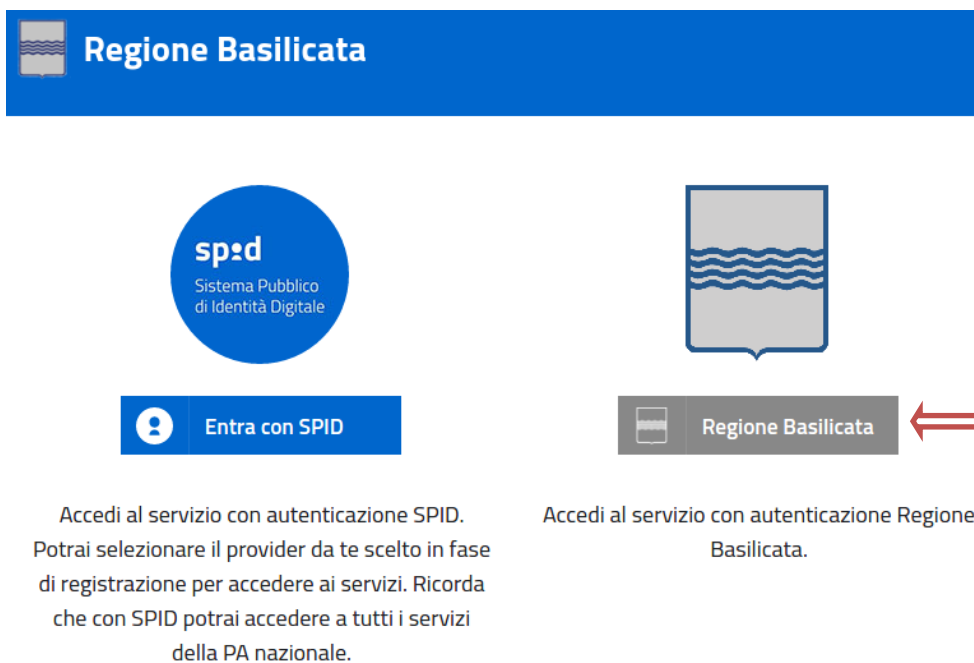 Regione Basilicata
spid
Sistema Pubblico
di Identità Digitale
Entra con SPID
Accedi al servizio con autenticazione SPID.
Potrai selezionare il provider da te scelto in fase
di registrazione per accedere ai servizi. Ricorda
che con SPID potrai accedere a tutti i servizi
della PA nazionale.
Regione Basilicata
Accedi al servizio con autenticazione Regione
Basilicata.